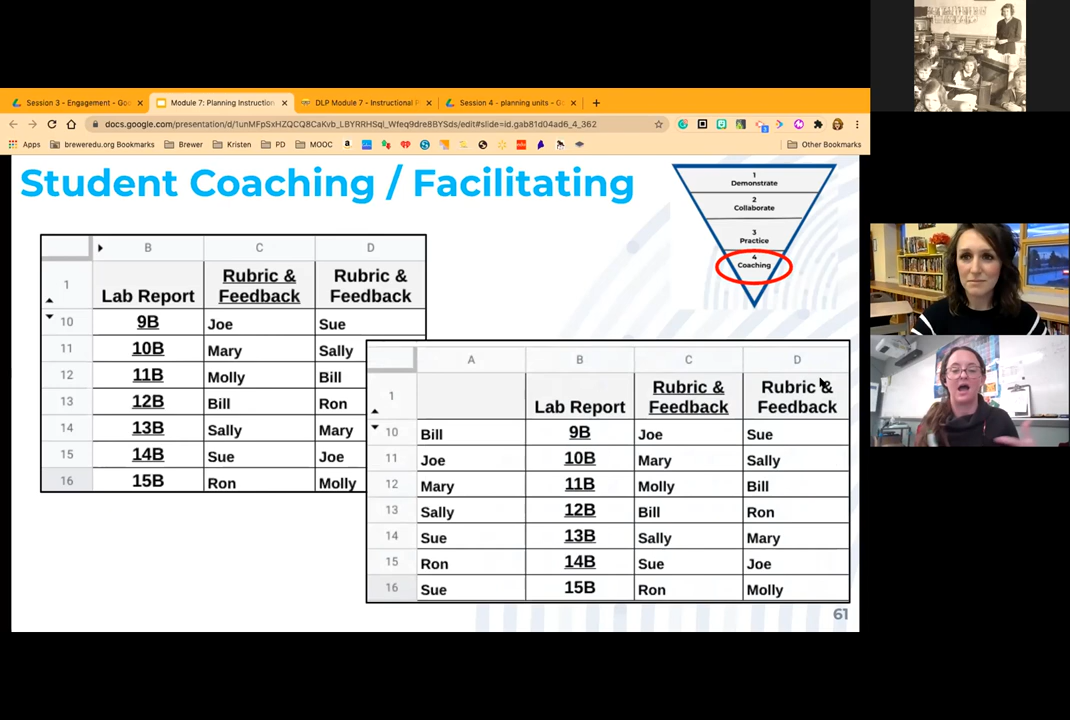 Session 3 - Engagement - Goo
Module 7: Planning Instruction
DLP Module 7 - Instructional P
Session 4 - planning units - Go
docs.google.com/presentation/d/1unMFpSxHZQCQ8CaKvb_LBYRRHSql_Wfeq9dre8BYSds/edit#slide=id.gab81d04ad6_4_362
Apps
breweredu.org Bookmarks
Brewer
Kristen
PD
MOOC
Other Bookmarks
Student Coaching / Facilitating
1
Demonstrate
2
Collaborate
3
Practice
4
Coaching
B C D
1 Lab Report Rubric & Feedback Rubric & Feedback
10 9B Joe Sue
11 10B Mary Sally
12 11B Molly Bill
13 12B Bill Ron
14 13B Sally Mary
15 14B Sue Joe
16 15B Ron Molly
A B C D
1 Lab Report Rubric & Feedback Rubric & Feedback
10 Bill 9B Joe Sue
11 Joe 10B Mary Sally
12 Mary 11B Molly Bill
13 Sally 12B Bill Ron
14 Sue 13B Sally Mary
15 Ron 14B Sue Joe
16 Sue 15B Ron Molly
61